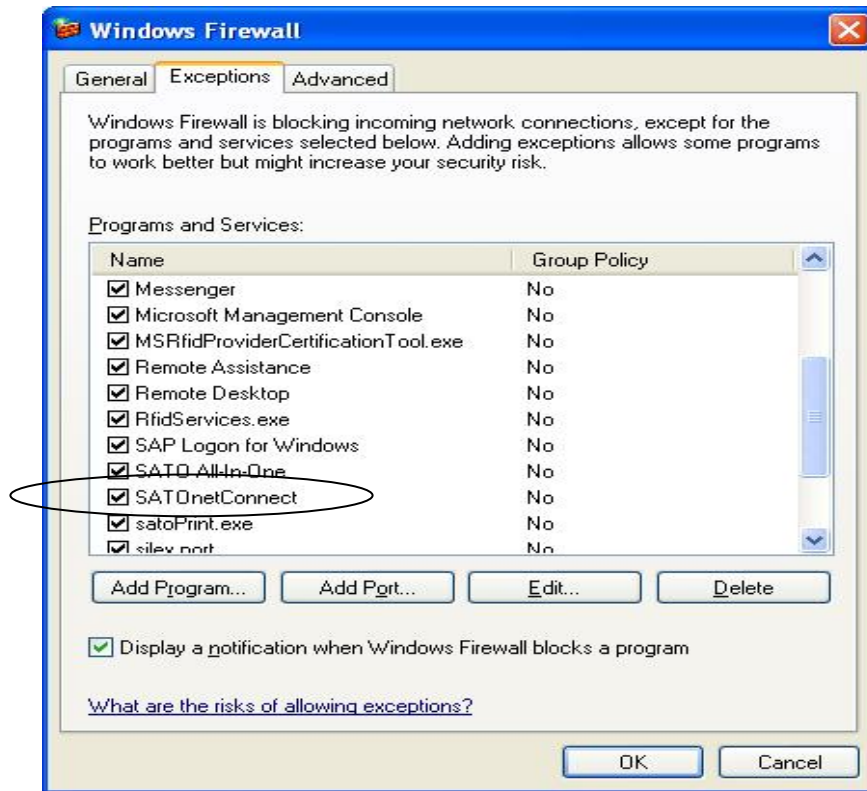 Windows Firewall
General Exceptions Advanced
Windows Firewall is blocking incoming network connections, except for the
programs and services selected below. Adding exceptions allows some programs
to work better but might increase your security risk.
Programs and Services:
Name Group Policy
Messenger No
Microsoft Management Console No
MSRfidProviderCertificationTool.exe No
Remote Assistance No
Remote Desktop No
RfidServices.exe No
SAP Logon for Windows No
SATO All-In-One No
SATOnetConnect No
satoPrint.exe No
silex port No
Add Program... Add Port... Edit... Delete
Display a notification when Windows Firewall blocks a program
What are the risks of allowing exceptions?
OK Cancel